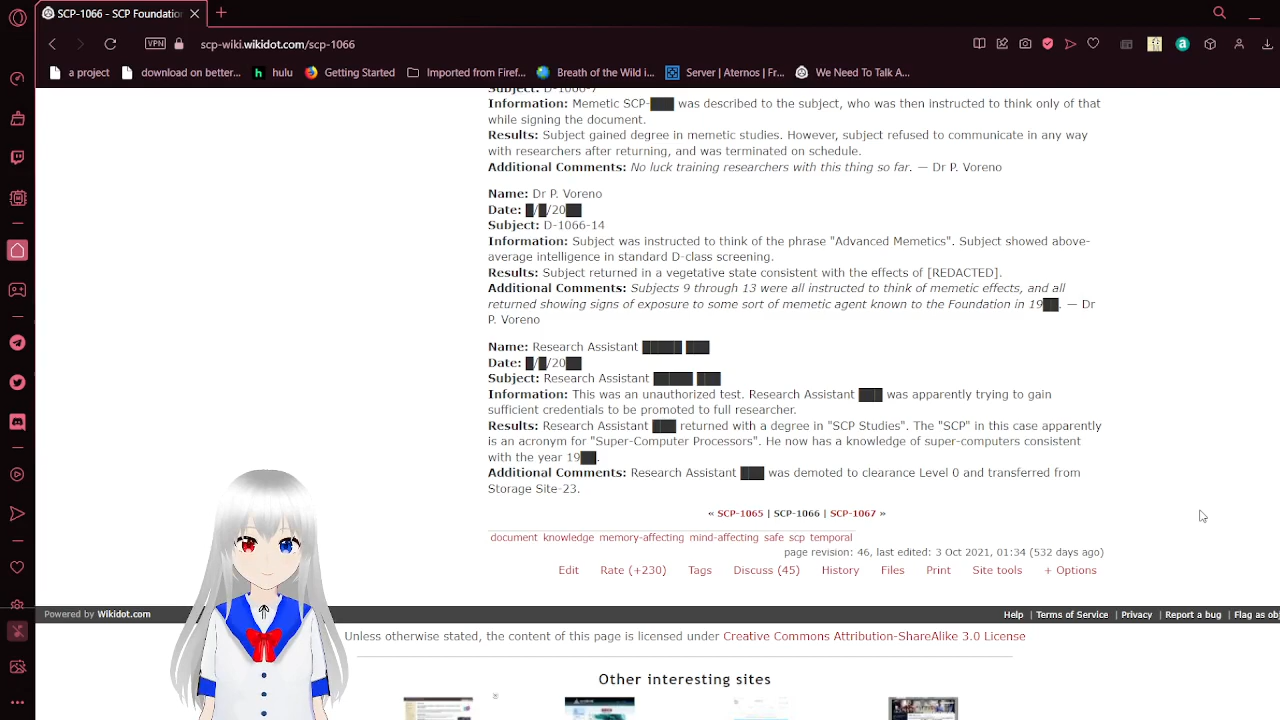 SCP-1066 - SCP Foundatio
VPN
scp-wiki.wikidot.com/scp-1066
a project
download on better...
hulu
Getting Started
Imported from Firef...
Breath of the Wild i...
Server | Aternos | Fr...
We Need To Talk A...
Subject: D-1066-7
Information: Memetic SCP-███ was described to the subject, who was then instructed to think only of that
while signing the document.
Results: Subject gained degree in memetic studies. However, subject refused to communicate in any way
with researchers after returning, and was terminated on schedule.
Additional Comments: No luck training researchers with this thing so far. — Dr P. Voreno
Name: Dr P. Voreno
Date: █/█/20██
Subject: D-1066-14
Information: Subject was instructed to think of the phrase "Advanced Memetics". Subject showed above-
average intelligence in standard D-class screening.
Results: Subject returned in a vegetative state consistent with the effects of [REDACTED].
Additional Comments: Subjects 9 through 13 were all instructed to think of memetic effects, and all
returned showing signs of exposure to some sort of memetic agent known to the Foundation in 19██. — Dr
P. Voreno
Name: Research Assistant █████ ███
Date: █/█/20██
Subject: Research Assistant █████ ███
Information: This was an unauthorized test. Research Assistant ███ was apparently trying to gain
sufficient credentials to be promoted to full researcher.
Results: Research Assistant ███ returned with a degree in "SCP Studies". The "SCP" in this case apparently
is an acronym for "Super-Computer Processors". He now has a knowledge of super-computers consistent
with the year 19██.
Additional Comments: Research Assistant ███ was demoted to clearance Level 0 and transferred from
Storage Site-23.
« SCP-1065 | SCP-1066 | SCP-1067 »
document knowledge memory-affecting mind-affecting safe scp temporal
page revision: 46, last edited: 3 Oct 2021, 01:34 (532 days ago)
Edit Rate (+230) Tags Discuss (45) History Files Print Site tools + Options
Powered by Wikidot.com
Help | Terms of Service | Privacy | Report a bug | Flag as obj
Unless otherwise stated, the content of this page is licensed under Creative Commons Attribution-ShareAlike 3.0 License
Other interesting sites